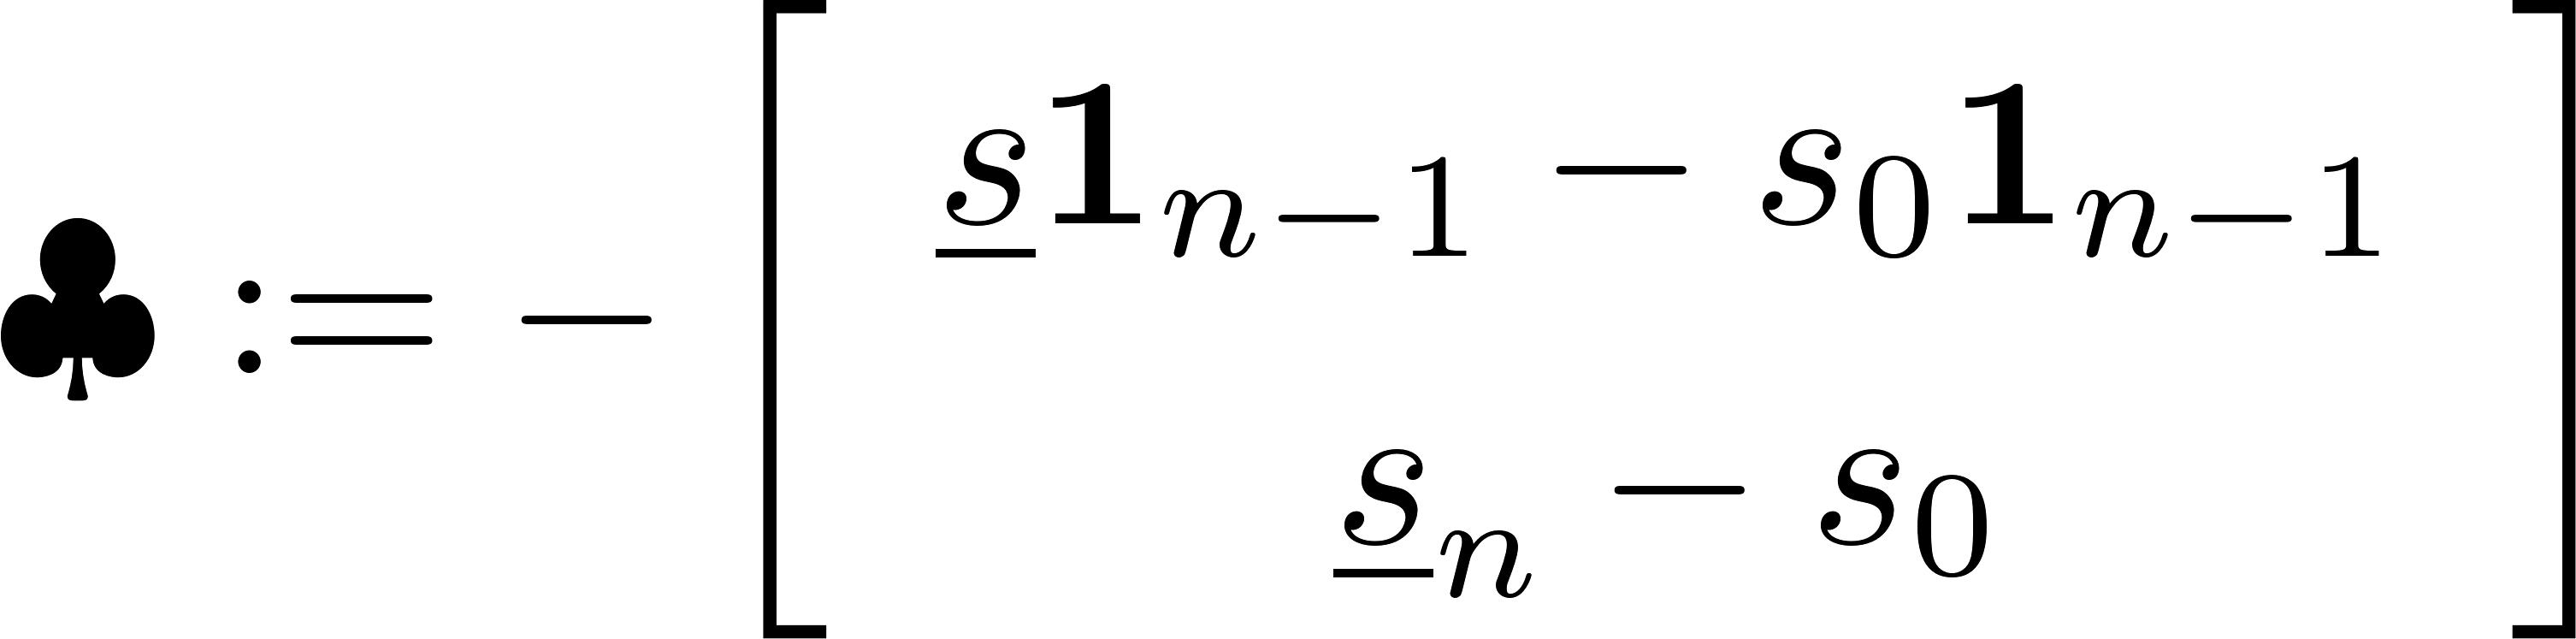 ♣ := − [ s̲𝟏ₙ₋₁ − s₀𝟏ₙ₋₁
s̲ₙ − s₀ ]